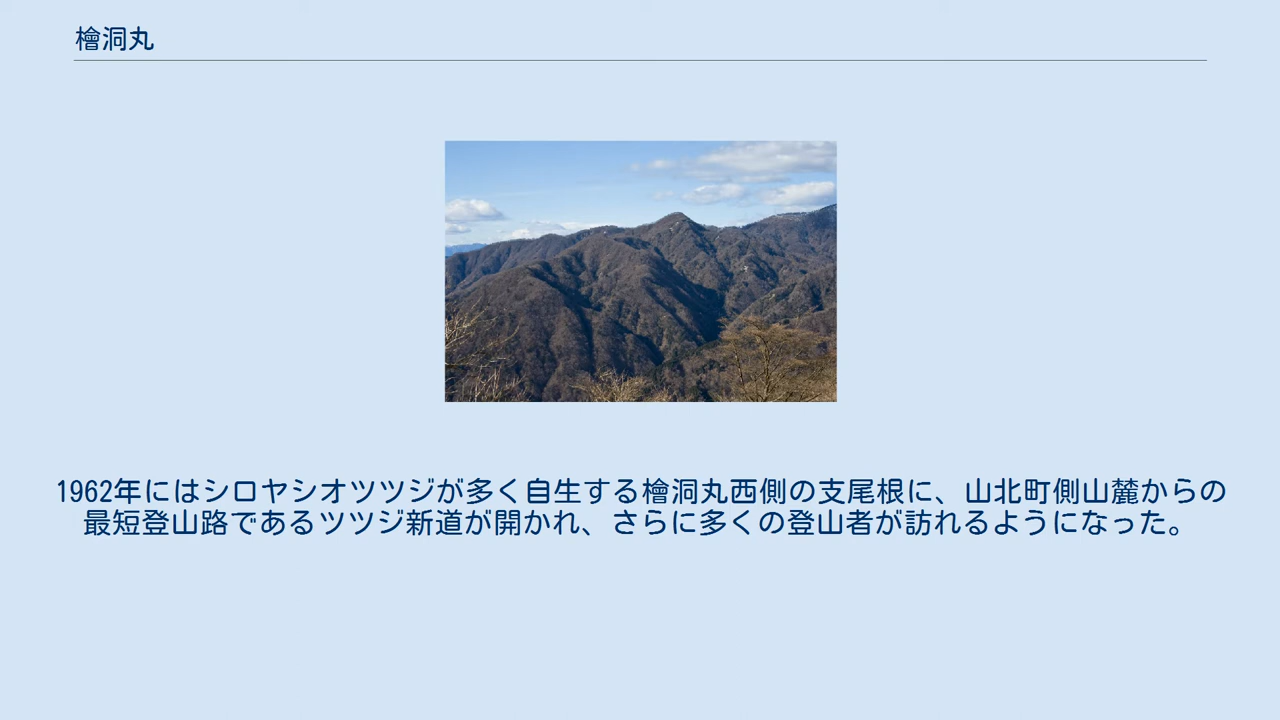 檜洞丸
1962年にはシロヤシオツツジが多く自生する檜洞丸西側の支尾根に、山北町側山麓からの
最短登山路であるツツジ新道が開かれ、さらに多くの登山者が訪れるようになった。